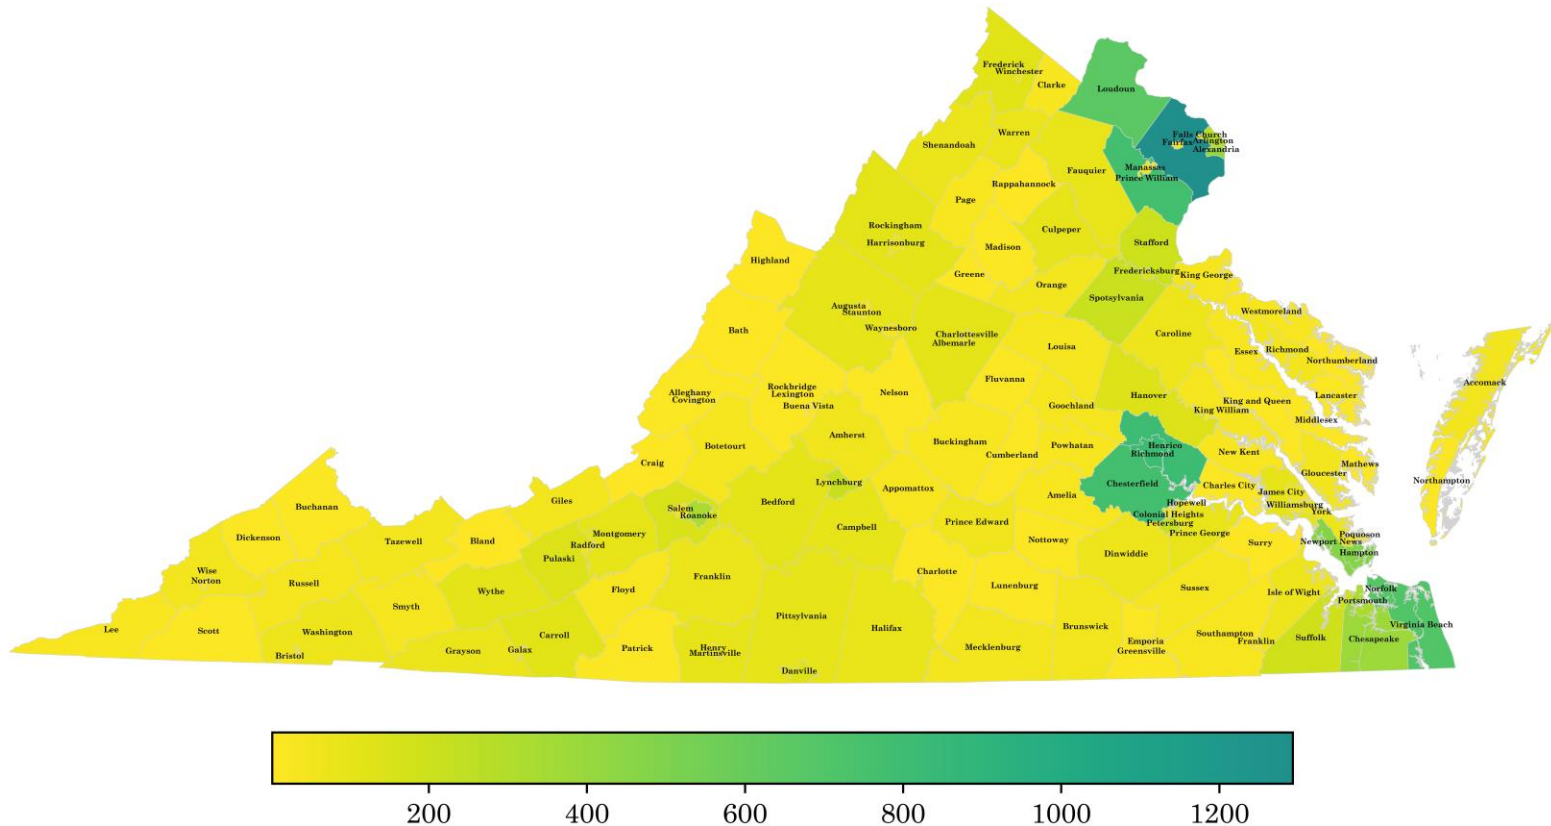 Frederick
Winchester
Clarke
Loudoun
Falls Church
Fairfax
Arlington
Alexandria
Warren
Shenandoah
Manassas
Prince William
Fauquier
Rappahannock
Page
Rockingham
Harrisonburg
Culpeper
Stafford
Madison
Highland
Greene
Fredericksburg
King George
Orange
Spotsylvania
Augusta
Staunton
Waynesboro
Westmoreland
Bath
Charlottesville
Albemarle
Caroline
Louisa
Essex
Richmond
Northumberland
Accomack
Fluvanna
Rockbridge
Lexington
Buena Vista
Nelson
Alleghany
Covington
Goochland
Hanover
Lancaster
King and Queen
King William
Middlesex
Amherst
Buckingham
Powhatan
Henrico
Richmond
Botetourt
Cumberland
New Kent
Craig
Mathews
Gloucester
Northampton
Lynchburg
Chesterfield
Charles City
Appomattox
James City
Amelia
Giles
Bedford
Hopewell
Williamsburg
Buchanan
Salem
Roanoke
Colonial Heights
York
Petersburg
Prince Edward
Campbell
Montgomery
Prince George
Poquoson
Dickenson
Tazewell
Bland
Radford
Nottoway
Surry
Newport News
Hampton
Pulaski
Dinwiddie
Wise
Norton
Russell
Franklin
Charlotte
Wythe
Floyd
Lunenburg
Sussex
Isle of Wight
Norfolk
Portsmouth
Smyth
Pittsylvania
Lee
Scott
Washington
Carroll
Halifax
Brunswick
Virginia Beach
Southampton
Franklin
Suffolk
Chesapeake
Emporia
Greensville
Bristol
Grayson
Galax
Patrick
Henry
Martinsville
Mecklenburg
Danville
200 400 600 800 1000 1200